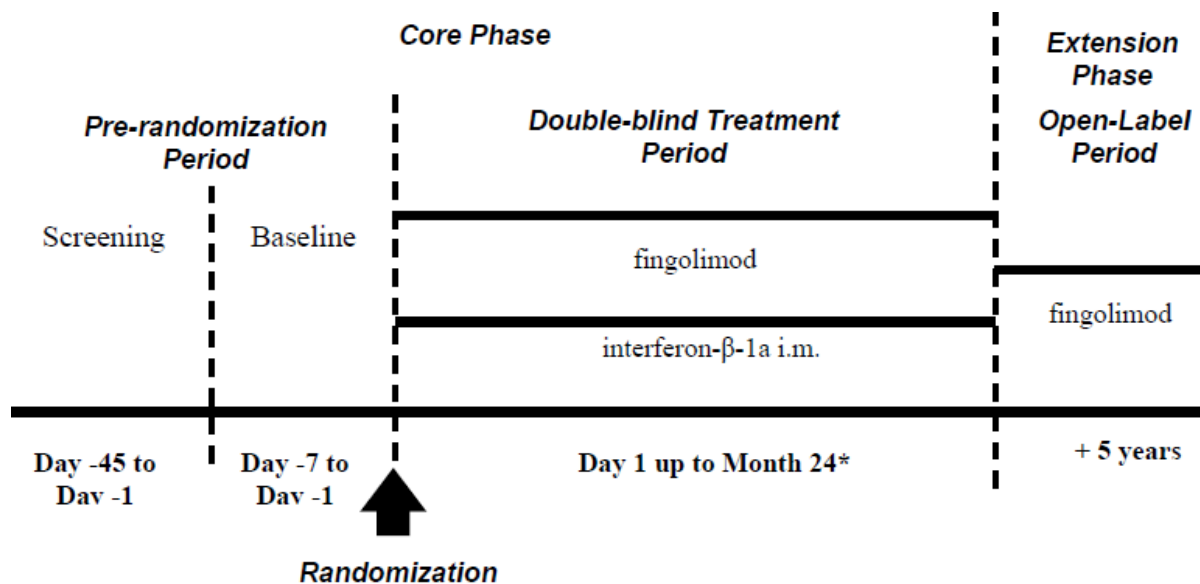 Core Phase
Extension
Phase
Pre-randomization
Period
Double-blind Treatment
Period
Open-Label
Period
Screening
Baseline
fingolimod
interferon-β-1a i.m.
fingolimod
Day -45 to
Day -1
Day -7 to
Day -1
Day 1 up to Month 24*
+ 5 years
Randomization